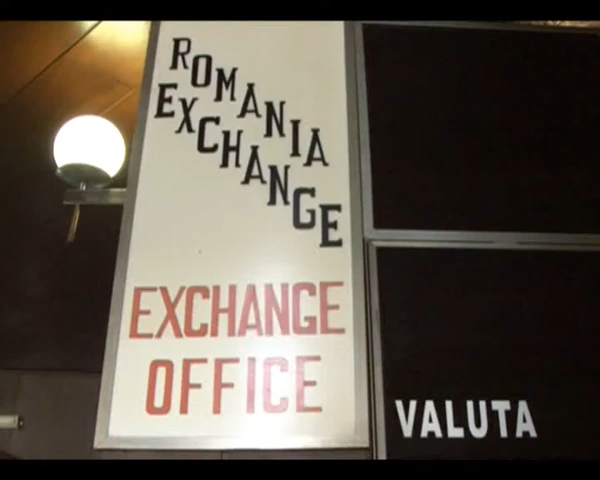 ROMANIA
EXCHANGE
EXCHANGE
OFFICE
VALUTA